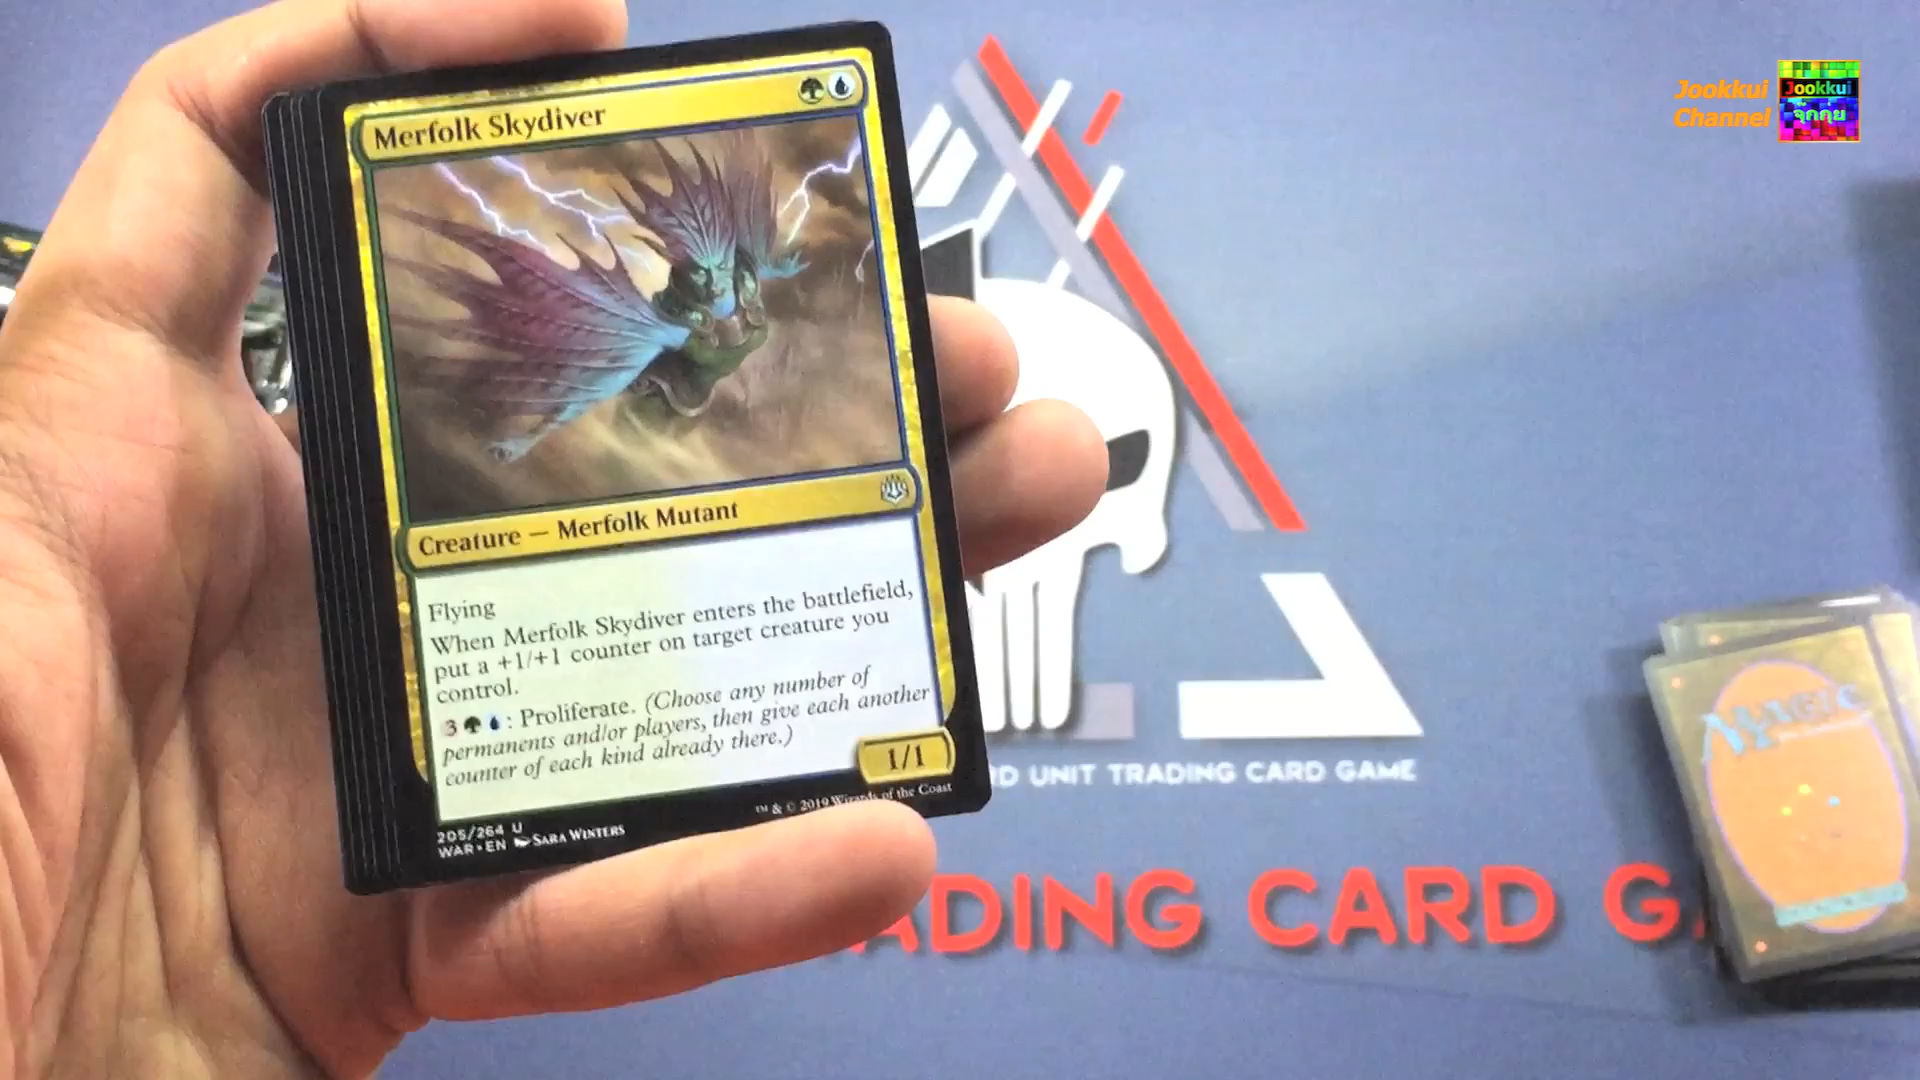 Merfolk Skydiver
Creature — Merfolk Mutant
Flying
When Merfolk Skydiver enters the battlefield,
put a +1/+1 counter on target creature you
control.
3 : Proliferate. (Choose any number of
permanents and/or players, then give each another
counter of each kind already there.)
1/1
205/264 U
WAR • EN Sara Winters
™ & © 2019 Wizards of the Coast
Jookkui
Channel
Jookkui
จุ๊กกุย
RD UNIT TRADING CARD GAME
ADING CARD G
MAGIC